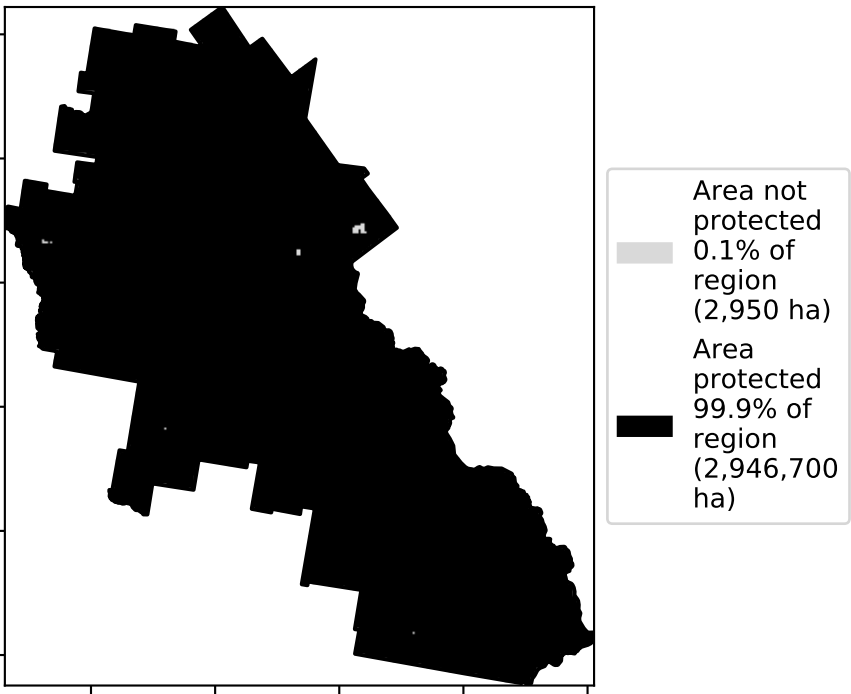 Area not
protected
0.1% of
region
(2,950 ha)
Area
protected
99.9% of
region
(2,946,700
ha)